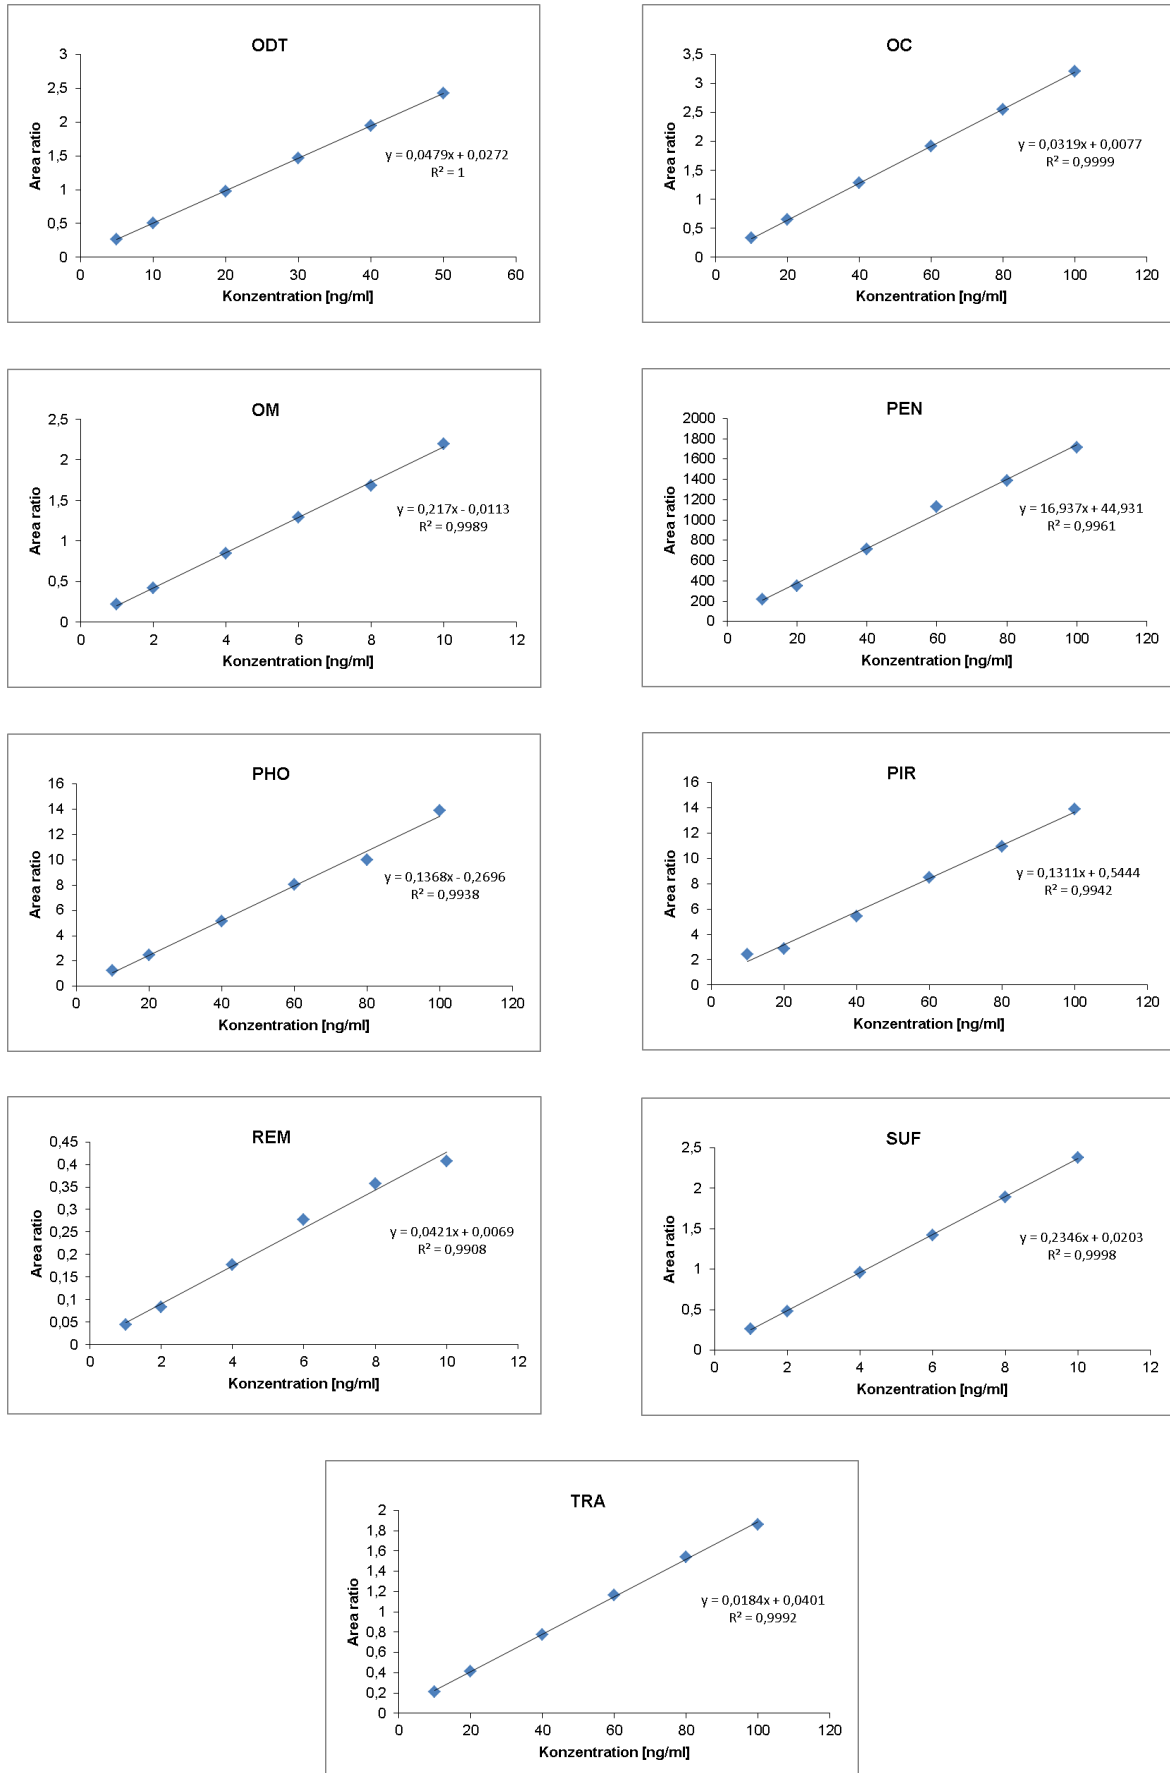 ODT
3
2,5
2
1,5
1
0,5
0
Area ratio
y = 0,0479x + 0,0272
R² = 1
0 10 20 30 40 50 60
Konzentration [ng/ml]
OC
3,5
3
2,5
2
1,5
1
0,5
0
Area ratio
y = 0,0319x + 0,0077
R² = 0,9999
0 20 40 60 80 100 120
Konzentration [ng/ml]
OM
2,5
2
1,5
1
0,5
0
Area ratio
y = 0,217x - 0,0113
R² = 0,9989
0 2 4 6 8 10 12
Konzentration [ng/ml]
PEN
2000
1800
1600
1400
1200
1000
800
600
400
200
0
Area ratio
y = 16,937x + 44,931
R² = 0,9961
0 20 40 60 80 100 120
Konzentration [ng/ml]
PHO
16
14
12
10
8
6
4
2
0
Area ratio
y = 0,1368x - 0,2696
R² = 0,9938
0 20 40 60 80 100 120
Konzentration [ng/ml]
PIR
16
14
12
10
8
6
4
2
0
Area ratio
y = 0,1311x + 0,5444
R² = 0,9942
0 20 40 60 80 100 120
Konzentration [ng/ml]
REM
0,45
0,4
0,35
0,3
0,25
0,2
0,15
0,1
0,05
0
Area ratio
y = 0,0421x + 0,0069
R² = 0,9908
0 2 4 6 8 10 12
Konzentration [ng/ml]
SUF
2,5
2
1,5
1
0,5
0
Area ratio
y = 0,2346x + 0,0203
R² = 0,9998
0 2 4 6 8 10 12
Konzentration [ng/ml]
TRA
2
1,8
1,6
1,4
1,2
1
0,8
0,6
0,4
0,2
0
Area ratio
y = 0,0184x + 0,0401
R² = 0,9992
0 20 40 60 80 100 120
Konzentration [ng/ml]